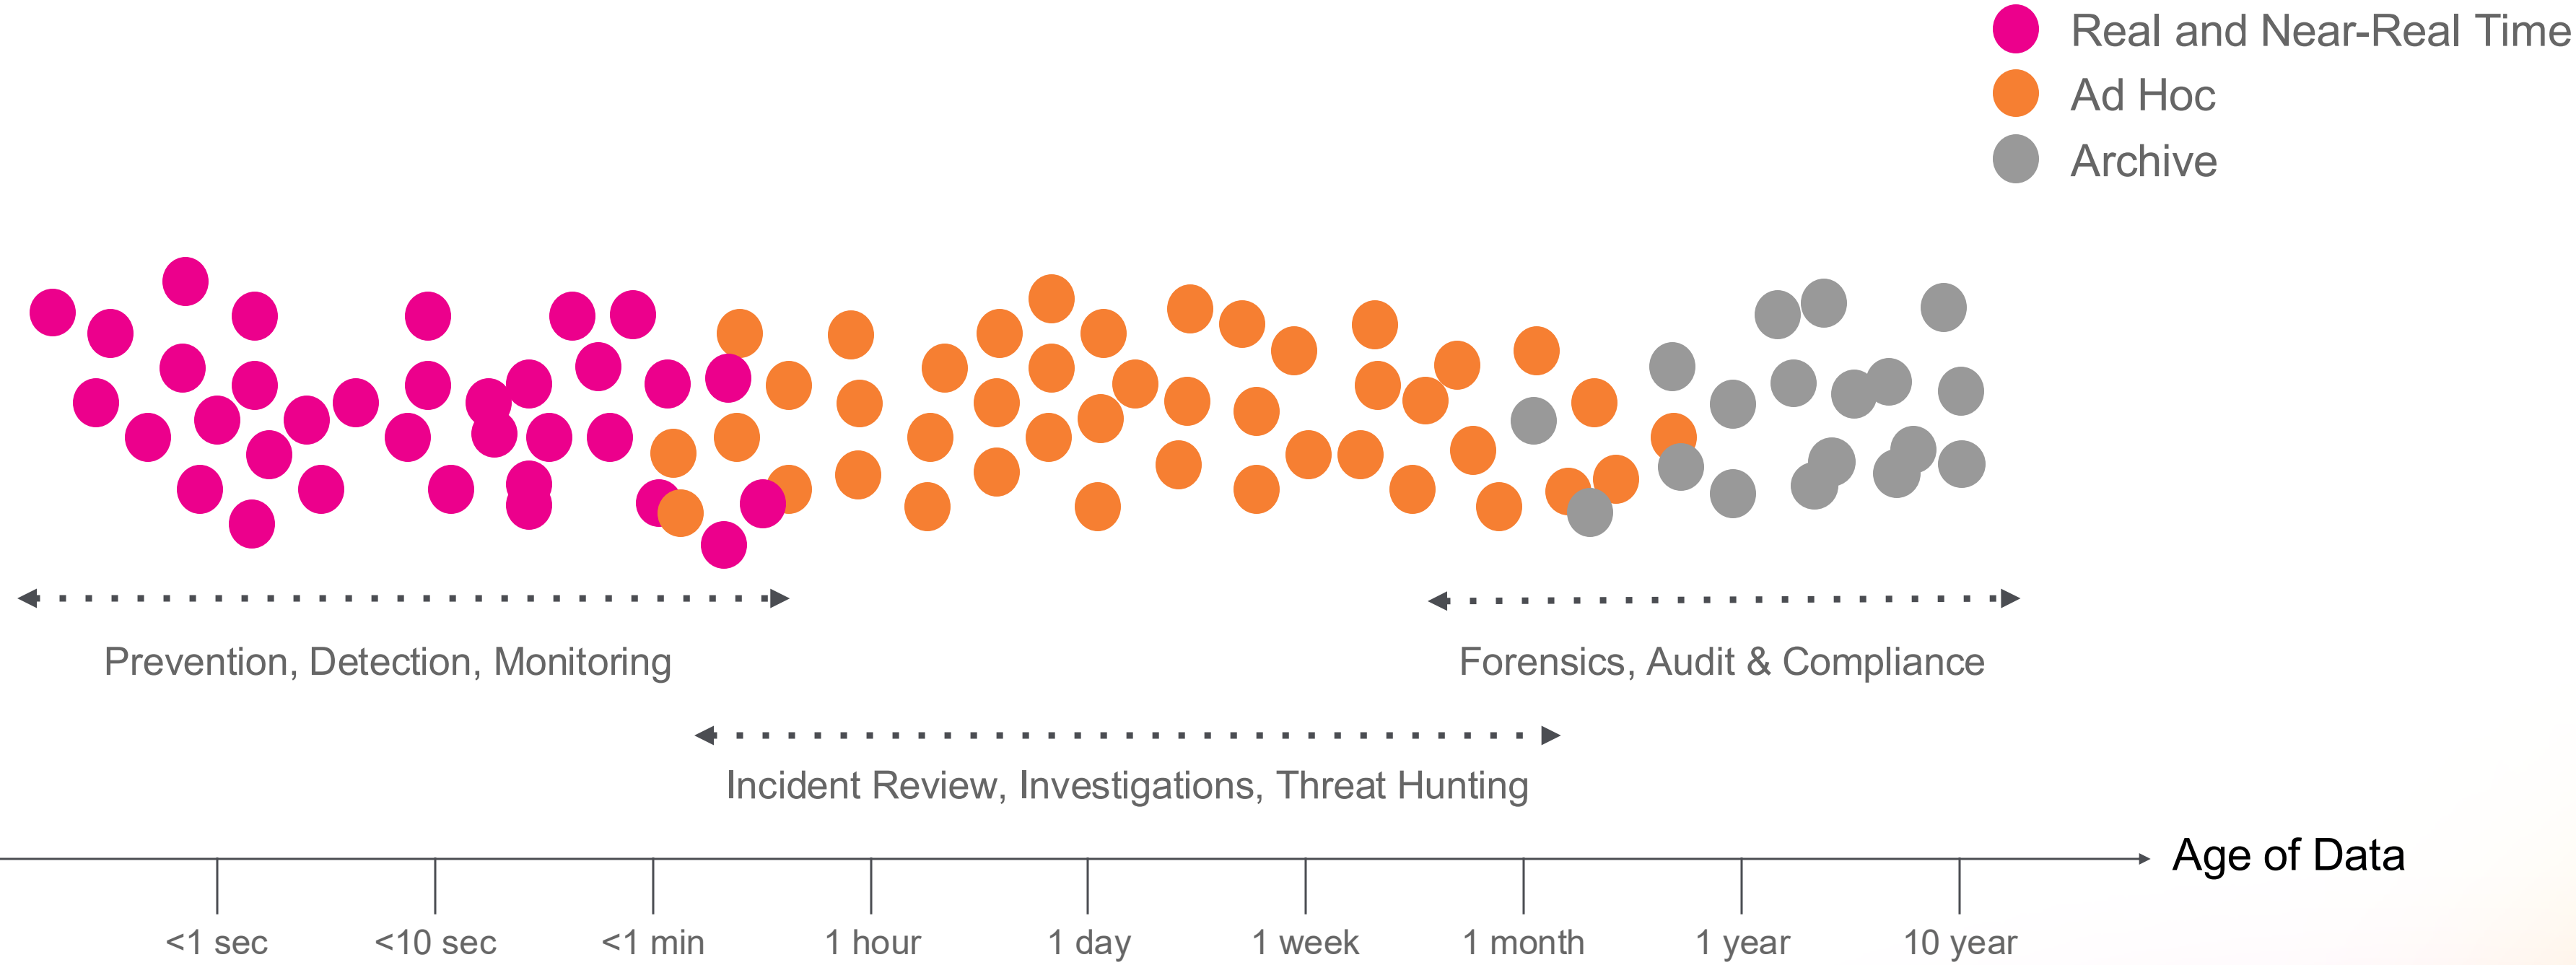 Real and Near-Real Time
Ad Hoc
Archive
Prevention, Detection, Monitoring
Forensics, Audit & Compliance
Incident Review, Investigations, Threat Hunting
Age of Data
<1 sec
<10 sec
<1 min
1 hour
1 day
1 week
1 month
1 year
10 year